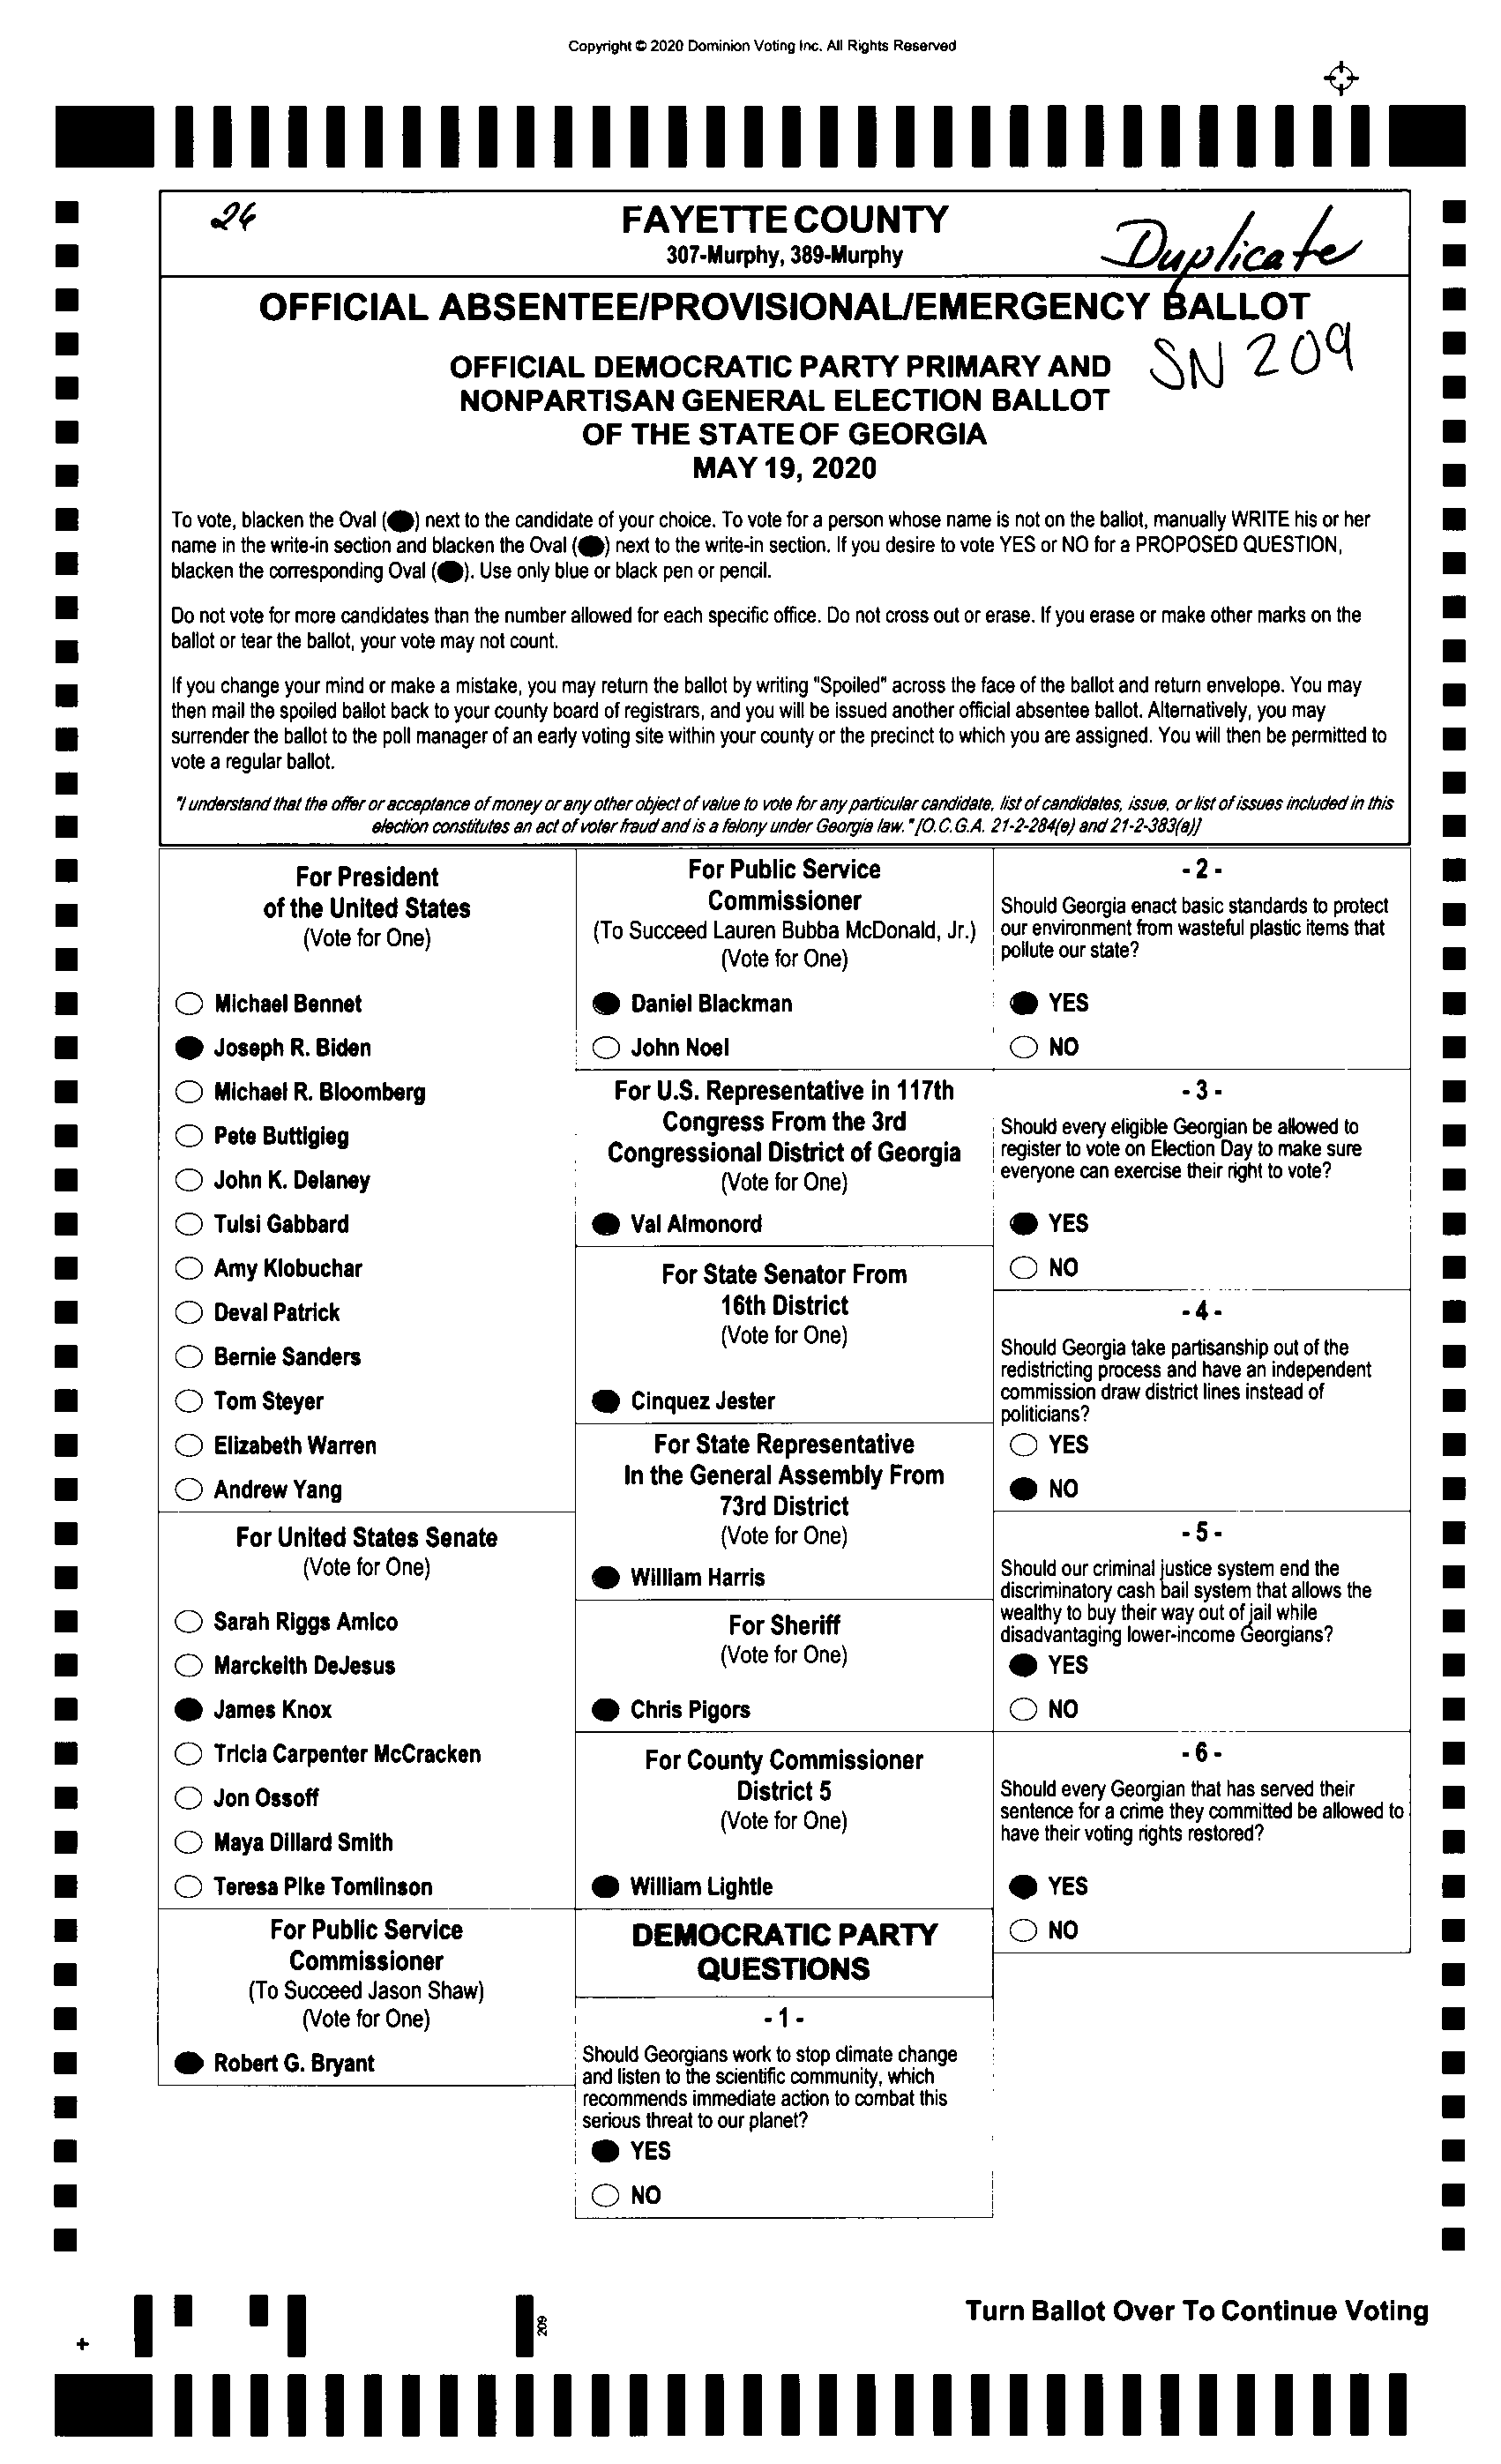 Copyright © 2020 Dominion Voting Inc. All Rights Reserved
26
FAYETTE COUNTY
307-Murphy, 389-Murphy
Duplicate
OFFICIAL ABSENTEE/PROVISIONAL/EMERGENCY BALLOT
SN 209
OFFICIAL DEMOCRATIC PARTY PRIMARY AND
NONPARTISAN GENERAL ELECTION BALLOT
OF THE STATE OF GEORGIA
MAY 19, 2020
To vote, blacken the Oval (●) next to the candidate of your choice. To vote for a person whose name is not on the ballot, manually WRITE his or her
name in the write-in section and blacken the Oval (●) next to the write-in section. If you desire to vote YES or NO for a PROPOSED QUESTION,
blacken the corresponding Oval (●). Use only blue or black pen or pencil.
Do not vote for more candidates than the number allowed for each specific office. Do not cross out or erase. If you erase or make other marks on the
ballot or tear the ballot, your vote may not count.
If you change your mind or make a mistake, you may return the ballot by writing "Spoiled" across the face of the ballot and return envelope. You may
then mail the spoiled ballot back to your county board of registrars, and you will be issued another official absentee ballot. Alternatively, you may
surrender the ballot to the poll manager of an early voting site within your county or the precinct to which you are assigned. You will then be permitted to
vote a regular ballot.
"I understand that the offer or acceptance of money or any other object of value to vote for any particular candidate, list of candidates, issue, or list of issues included in this
election constitutes an act of voter fraud and is a felony under Georgia law." [O.C.G.A. 21-2-284(e) and 21-2-383(a)]
For President
of the United States
(Vote for One)
Michael Bennet
Joseph R. Biden
Michael R. Bloomberg
Pete Buttigieg
John K. Delaney
Tulsi Gabbard
Amy Klobuchar
Deval Patrick
Bernie Sanders
Tom Steyer
Elizabeth Warren
Andrew Yang
For United States Senate
(Vote for One)
Sarah Riggs Amico
Marckeith DeJesus
James Knox
Tricia Carpenter McCracken
Jon Ossoff
Maya Dillard Smith
Teresa Pike Tomlinson
For Public Service
Commissioner
(To Succeed Jason Shaw)
(Vote for One)
Robert G. Bryant
For Public Service
Commissioner
(To Succeed Lauren Bubba McDonald, Jr.)
(Vote for One)
Daniel Blackman
John Noel
For U.S. Representative in 117th
Congress From the 3rd
Congressional District of Georgia
(Vote for One)
Val Almonord
For State Senator From
16th District
(Vote for One)
Cinquez Jester
For State Representative
In the General Assembly From
73rd District
(Vote for One)
William Harris
For Sheriff
(Vote for One)
Chris Pigors
For County Commissioner
District 5
(Vote for One)
William Lightle
DEMOCRATIC PARTY
QUESTIONS
- 1 -
Should Georgians work to stop climate change
and listen to the scientific community, which
recommends immediate action to combat this
serious threat to our planet?
YES
NO
- 2 -
Should Georgia enact basic standards to protect
our environment from wasteful plastic items that
pollute our state?
YES
NO
- 3 -
Should every eligible Georgian be allowed to
register to vote on Election Day to make sure
everyone can exercise their right to vote?
YES
NO
- 4 -
Should Georgia take partisanship out of the
redistricting process and have an independent
commission draw district lines instead of
politicians?
YES
NO
- 5 -
Should our criminal justice system end the
discriminatory cash bail system that allows the
wealthy to buy their way out of jail while
disadvantaging lower-income Georgians?
YES
NO
- 6 -
Should every Georgian that has served their
sentence for a crime they committed be allowed to
have their voting rights restored?
YES
NO
209
Turn Ballot Over To Continue Voting